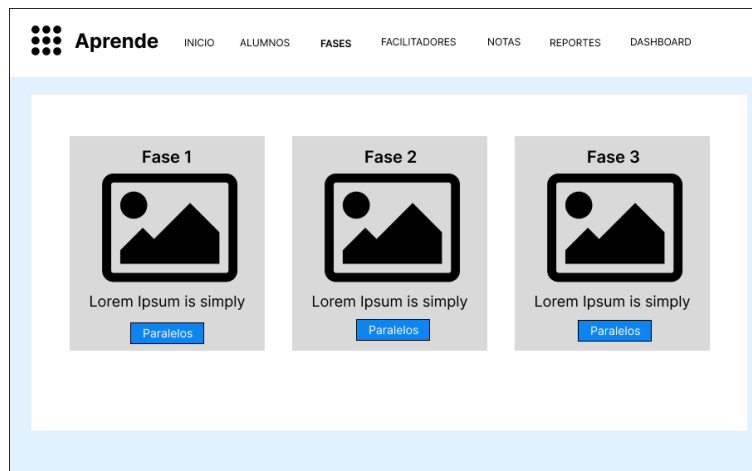 Aprende INICIO ALUMNOS FASES FACILITADORES NOTAS REPORTES DASHBOARD
Fase 1
Lorem Ipsum is simply
Paralelos
Fase 2
Lorem Ipsum is simply
Paralelos
Fase 3
Lorem Ipsum is simply
Paralelos